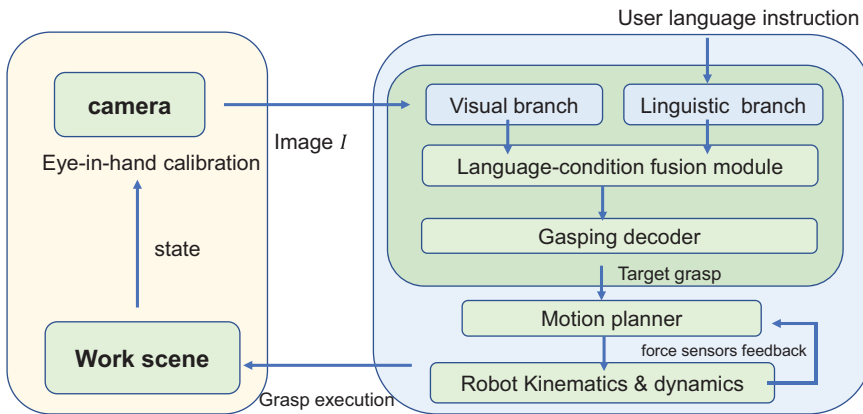 User language instruction
camera
Visual branch
Linguistic branch
Image I
Eye-in-hand calibration
Language-condition fusion module
state
Gasping decoder
Target grasp
Motion planner
Work scene
force sensors feedback
Robot Kinematics & dynamics
Grasp execution